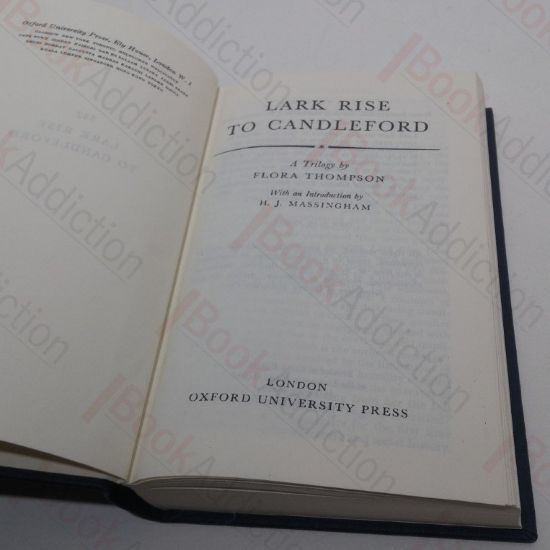 Oxford University Press, Ely House, London W. 1
LARK RISE
TO CANDLEFORD
A Trilogy by
FLORA THOMPSON
With an Introduction by
H. J. MASSINGHAM
LONDON
OXFORD UNIVERSITY PRESS
BookAddiction